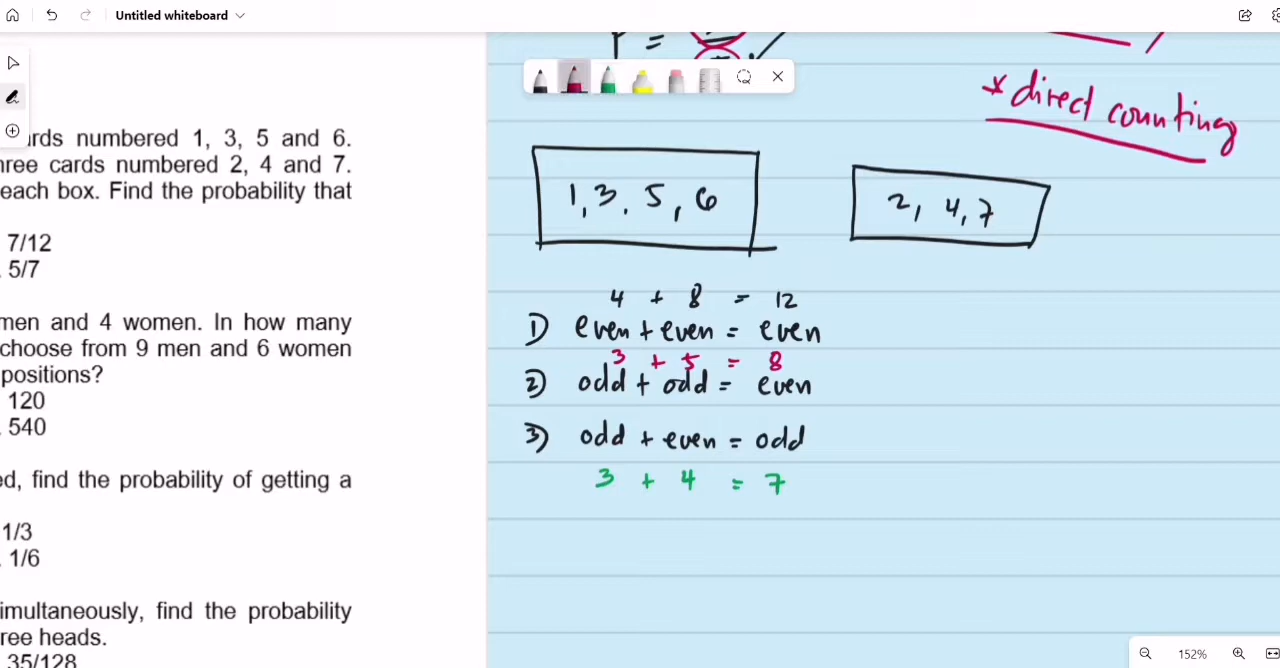 Untitled whiteboard
rds numbered 1, 3, 5 and 6.
ree cards numbered 2, 4 and 7.
each box. Find the probability that
7/12
5/7
men and 4 women. In how many
choose from 9 men and 6 women
positions?
120
540
ed, find the probability of getting a
1/3
1/6
imultaneously, find the probability
ree heads.
35/128
P =
* direct counting
1, 3, 5, 6
2, 4, 7
4 + 8 = 12
1) even + even = even
3 + 5 = 8
2) odd + odd = even
3) odd + even = odd
3 + 4 = 7
152%